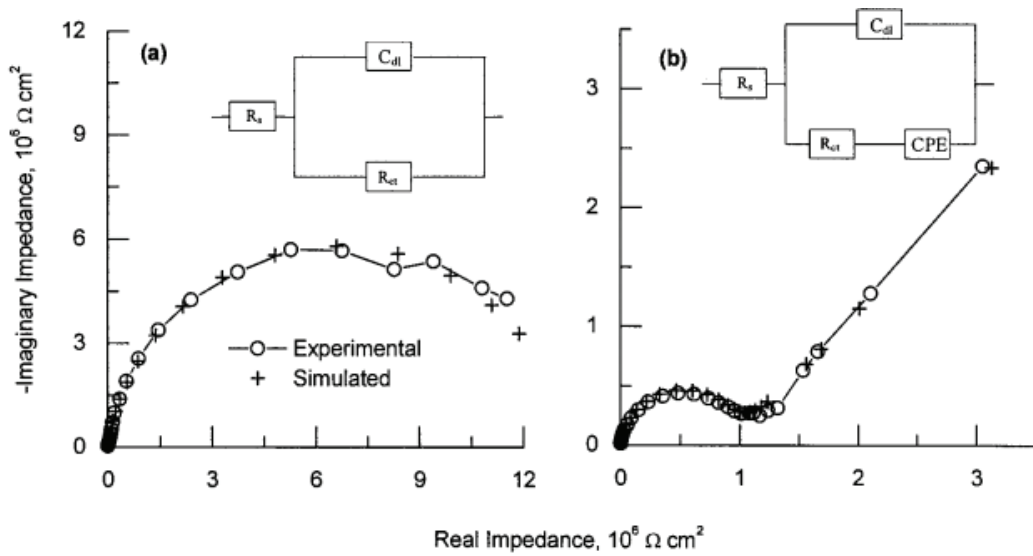 (a)
C_dl
R_s
R_ct
12
9
6
3
0
0 3 6 9 12
Experimental
Simulated
-Imaginary Impedance, 10^6 Ω cm^2
(b)
C_dl
R_s
R_ct CPE
3
2
1
0
0 1 2 3
Real Impedance, 10^6 Ω cm^2